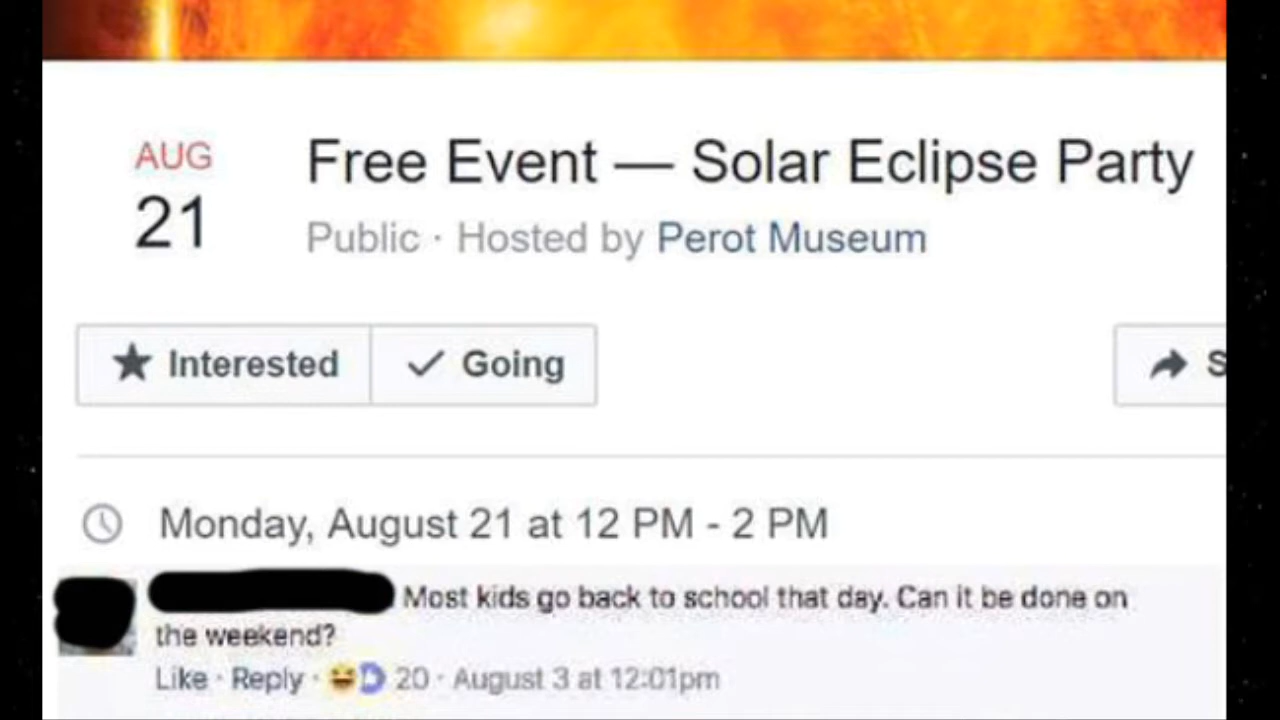 AUG
21
Free Event — Solar Eclipse Party
Public · Hosted by Perot Museum
Interested
Going
S
Monday, August 21 at 12 PM - 2 PM
Most kids go back to school that day. Can it be done on
the weekend?
Like · Reply · 20 · August 3 at 12:01pm